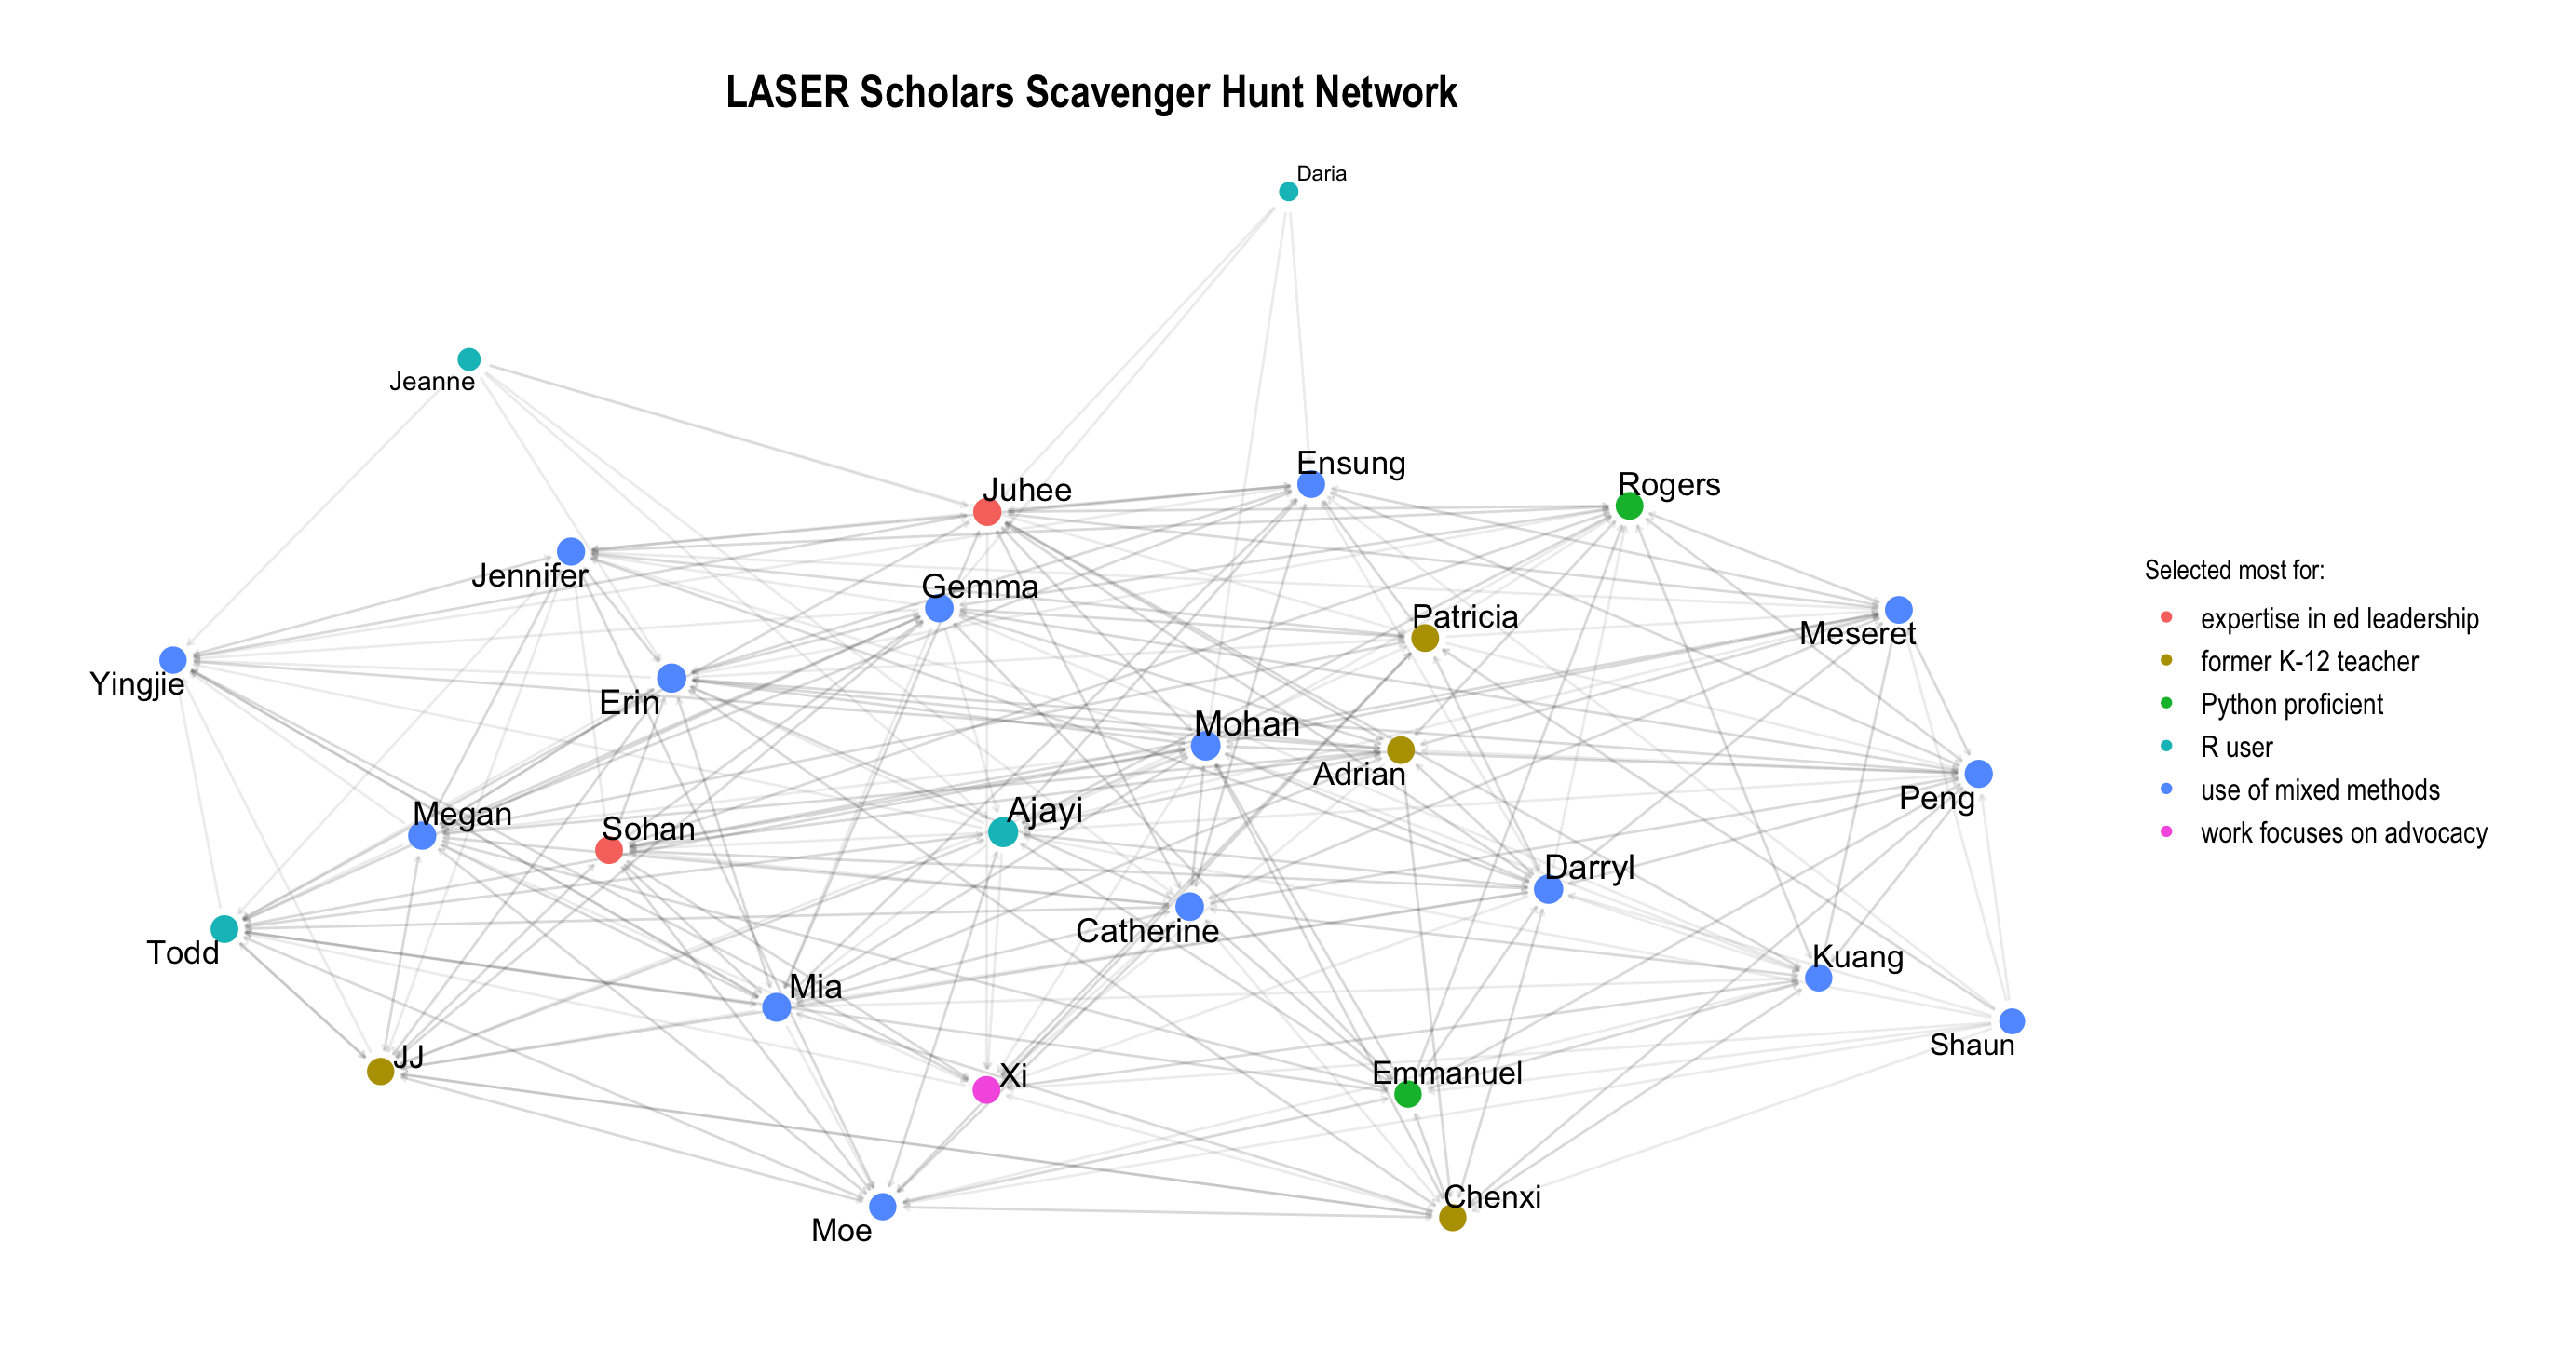 LASER Scholars Scavenger Hunt Network
Daria
Jeanne
Ensung
Rogers
Juhee
Jennifer
Gemma
Patricia
Meseret
Yingjie
Erin
Mohan
Adrian
Peng
Megan
Sohan
Ajayi
Darryl
Catherine
Todd
Kuang
Mia
Shaun
JJ
Xi
Emmanuel
Chenxi
Moe
Selected most for:
expertise in ed leadership
former K-12 teacher
Python proficient
R user
use of mixed methods
work focuses on advocacy